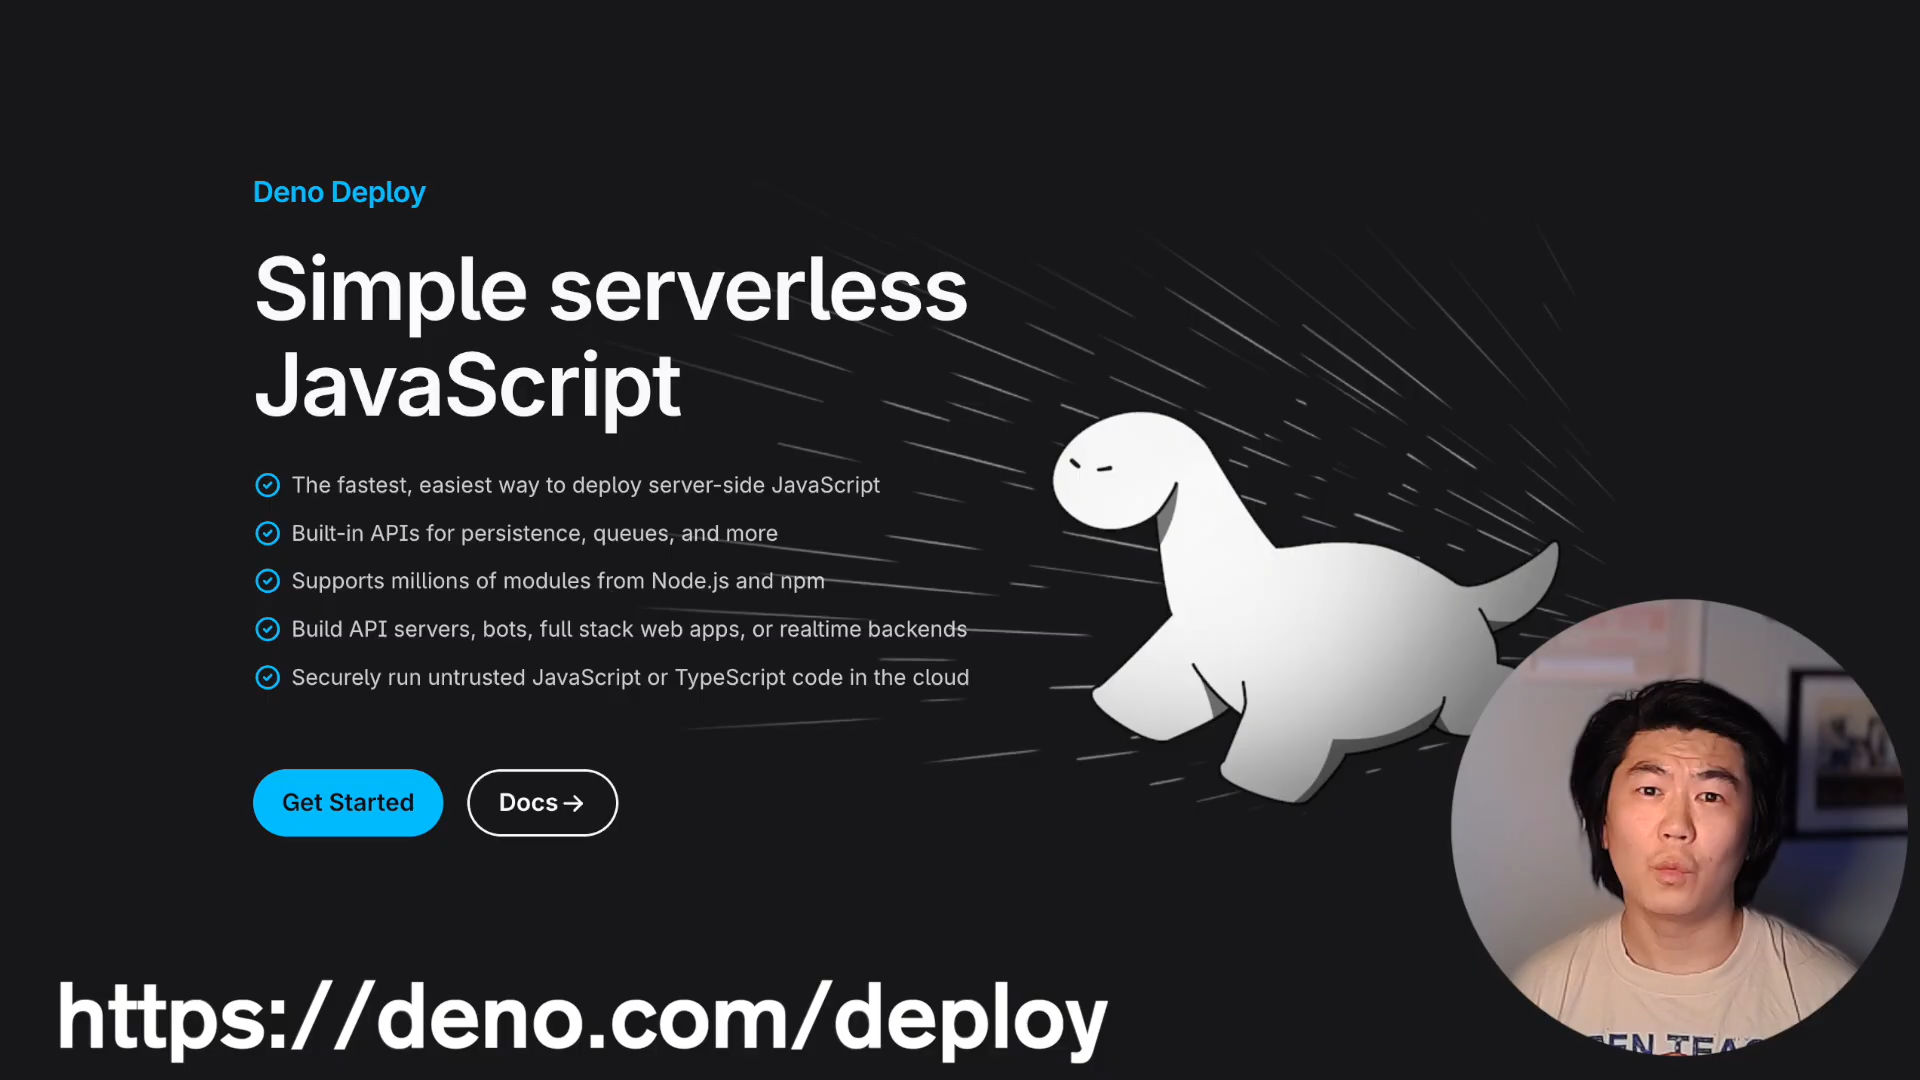 Deno Deploy
Simple serverless
JavaScript
The fastest, easiest way to deploy server-side JavaScript
Built-in APIs for persistence, queues, and more
Supports millions of modules from Node.js and npm
Build API servers, bots, full stack web apps, or realtime backends
Securely run untrusted JavaScript or TypeScript code in the cloud
Get Started
Docs →
https://deno.com/deploy